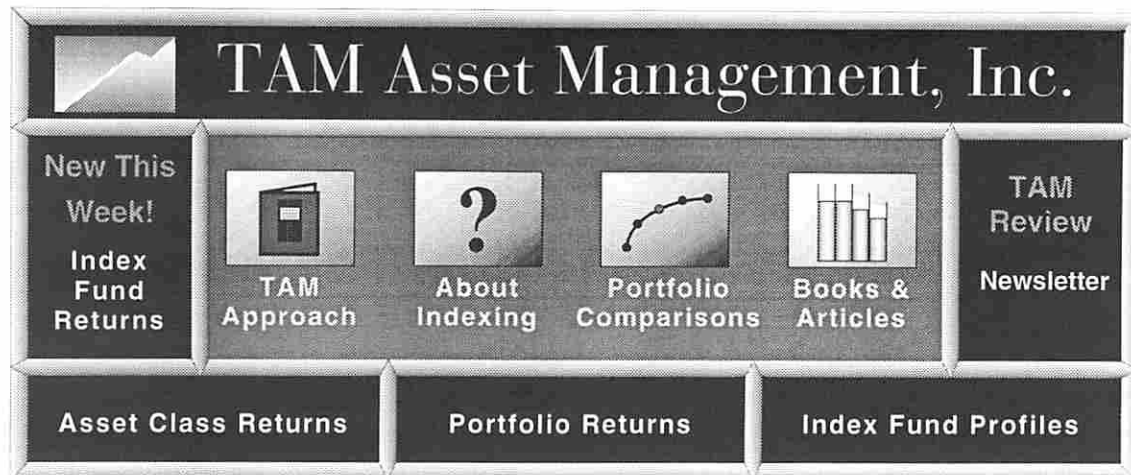 TAM Asset Management, Inc.
New This
Week!
Index
Fund
Returns
TAM
Approach
About
Indexing
Portfolio
Comparisons
Books &
Articles
TAM
Review
Newsletter
Asset Class Returns
Portfolio Returns
Index Fund Profiles